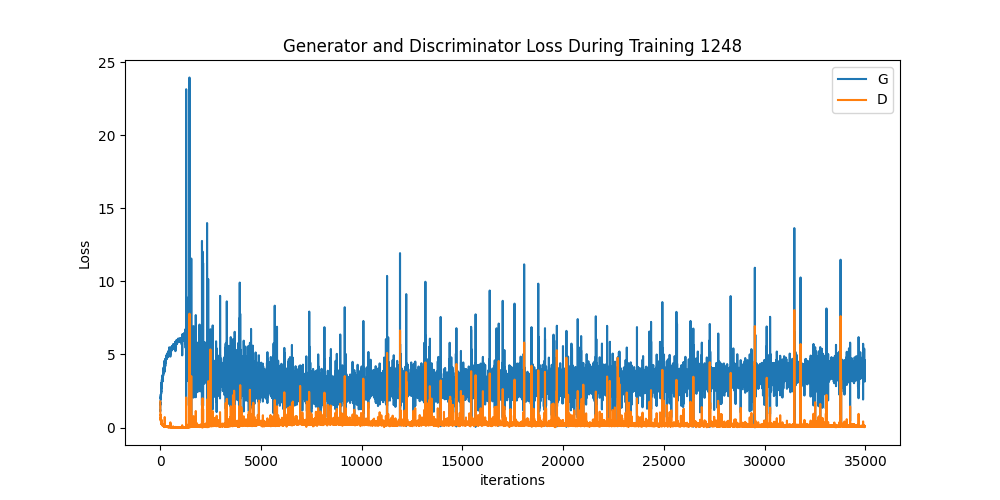 Generator and Discriminator Loss During Training 1248
25
20
15
10
5
0
Loss
G
D
0 5000 10000 15000 20000 25000 30000 35000
iterations